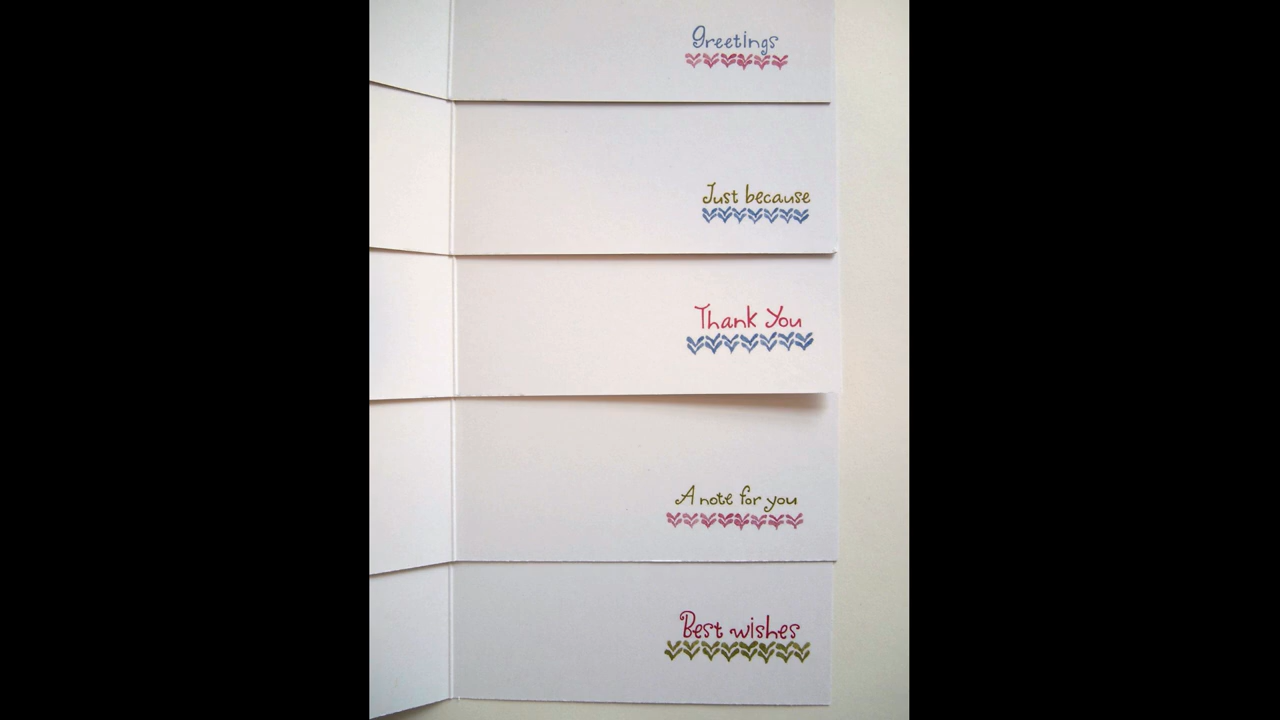 Greetings
Just because
Thank You
A note for you
Best wishes